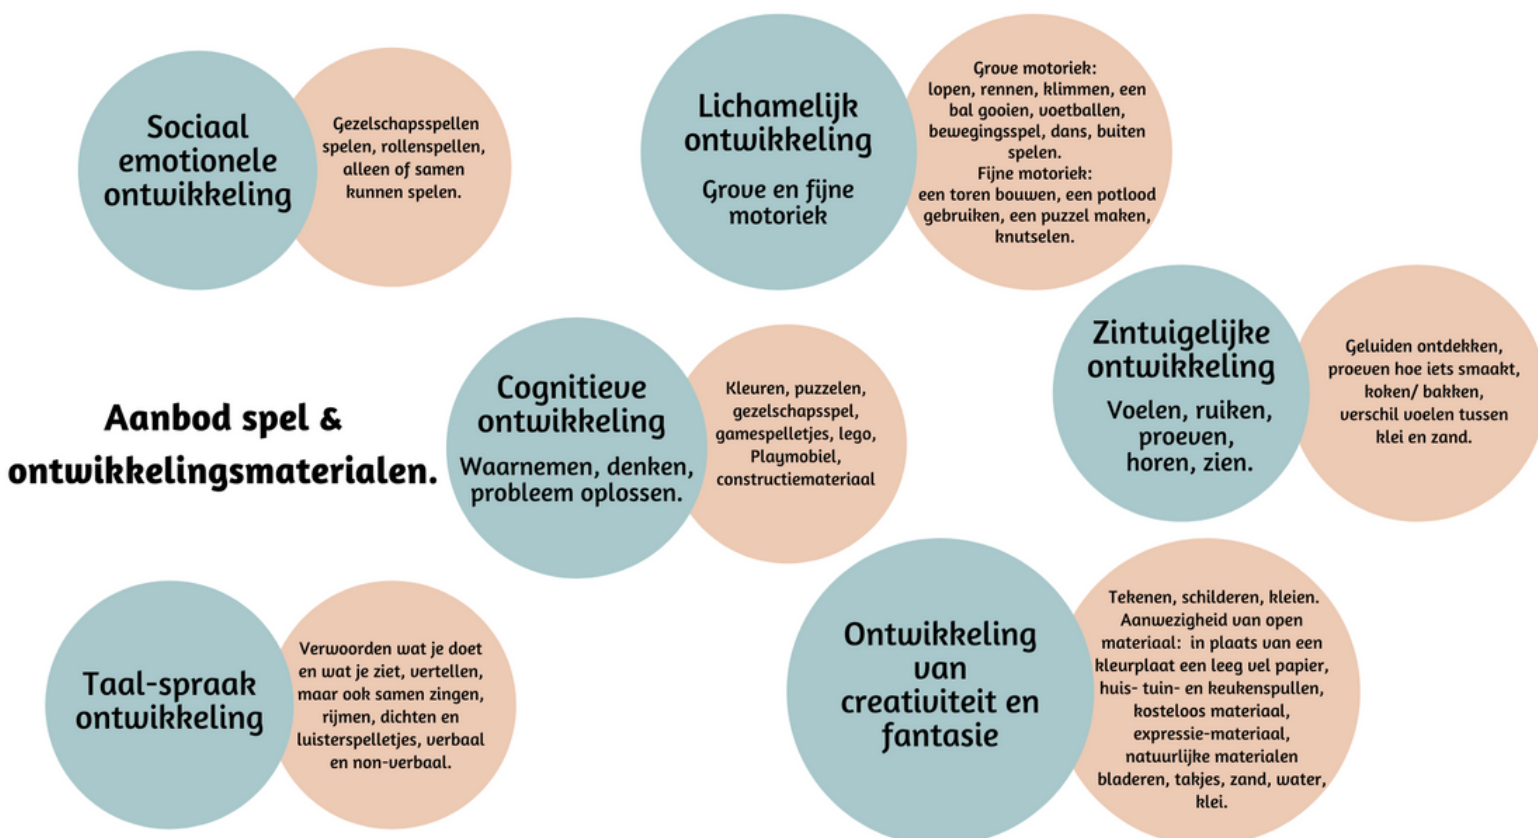 Sociaal
emotionele
ontwikkeling
Gezelschapsspellen
spelen, rollenspellen,
alleen of samen
kunnen spelen.
Lichamelijk
ontwikkeling
Grove en fijne
motoriek
Grove motoriek:
lopen, rennen, klimmen, een
bal gooien, voetballen,
bewegingsspel, dans, buiten
spelen.
Fijne motoriek:
een toren bouwen, een potlood
gebruiken, een puzzel maken,
knutselen.
Zintuigelijke
ontwikkeling
Voelen, ruiken,
proeven,
horen, zien.
Geluiden ontdekken,
proeven hoe iets smaakt,
koken/ bakken,
verschil voelen tussen
klei en zand.
Aanbod spel &
ontwikkelingsmaterialen.
Cognitieve
ontwikkeling
Waarnemen, denken,
probleem oplossen.
Kleuren, puzzelen,
gezelschapsspel,
gamespelletjes, lego,
Playmobiel,
constructiemateriaal
Taal-spraak
ontwikkeling
Verwoorden wat je doet
en wat je ziet, vertellen,
maar ook samen zingen,
rijmen, dichten en
luisterspelletjes, verbaal
en non-verbaal.
Ontwikkeling
van
creativiteit en
fantasie
Tekenen, schilderen, kleien.
Aanwezigheid van open
materiaal: in plaats van een
kleurplaat een leeg vel papier,
huis- tuin- en keukenspullen,
kosteloos materiaal,
expressie-materiaal,
natuurlijke materialen
bladeren, takjes, zand, water,
klei.